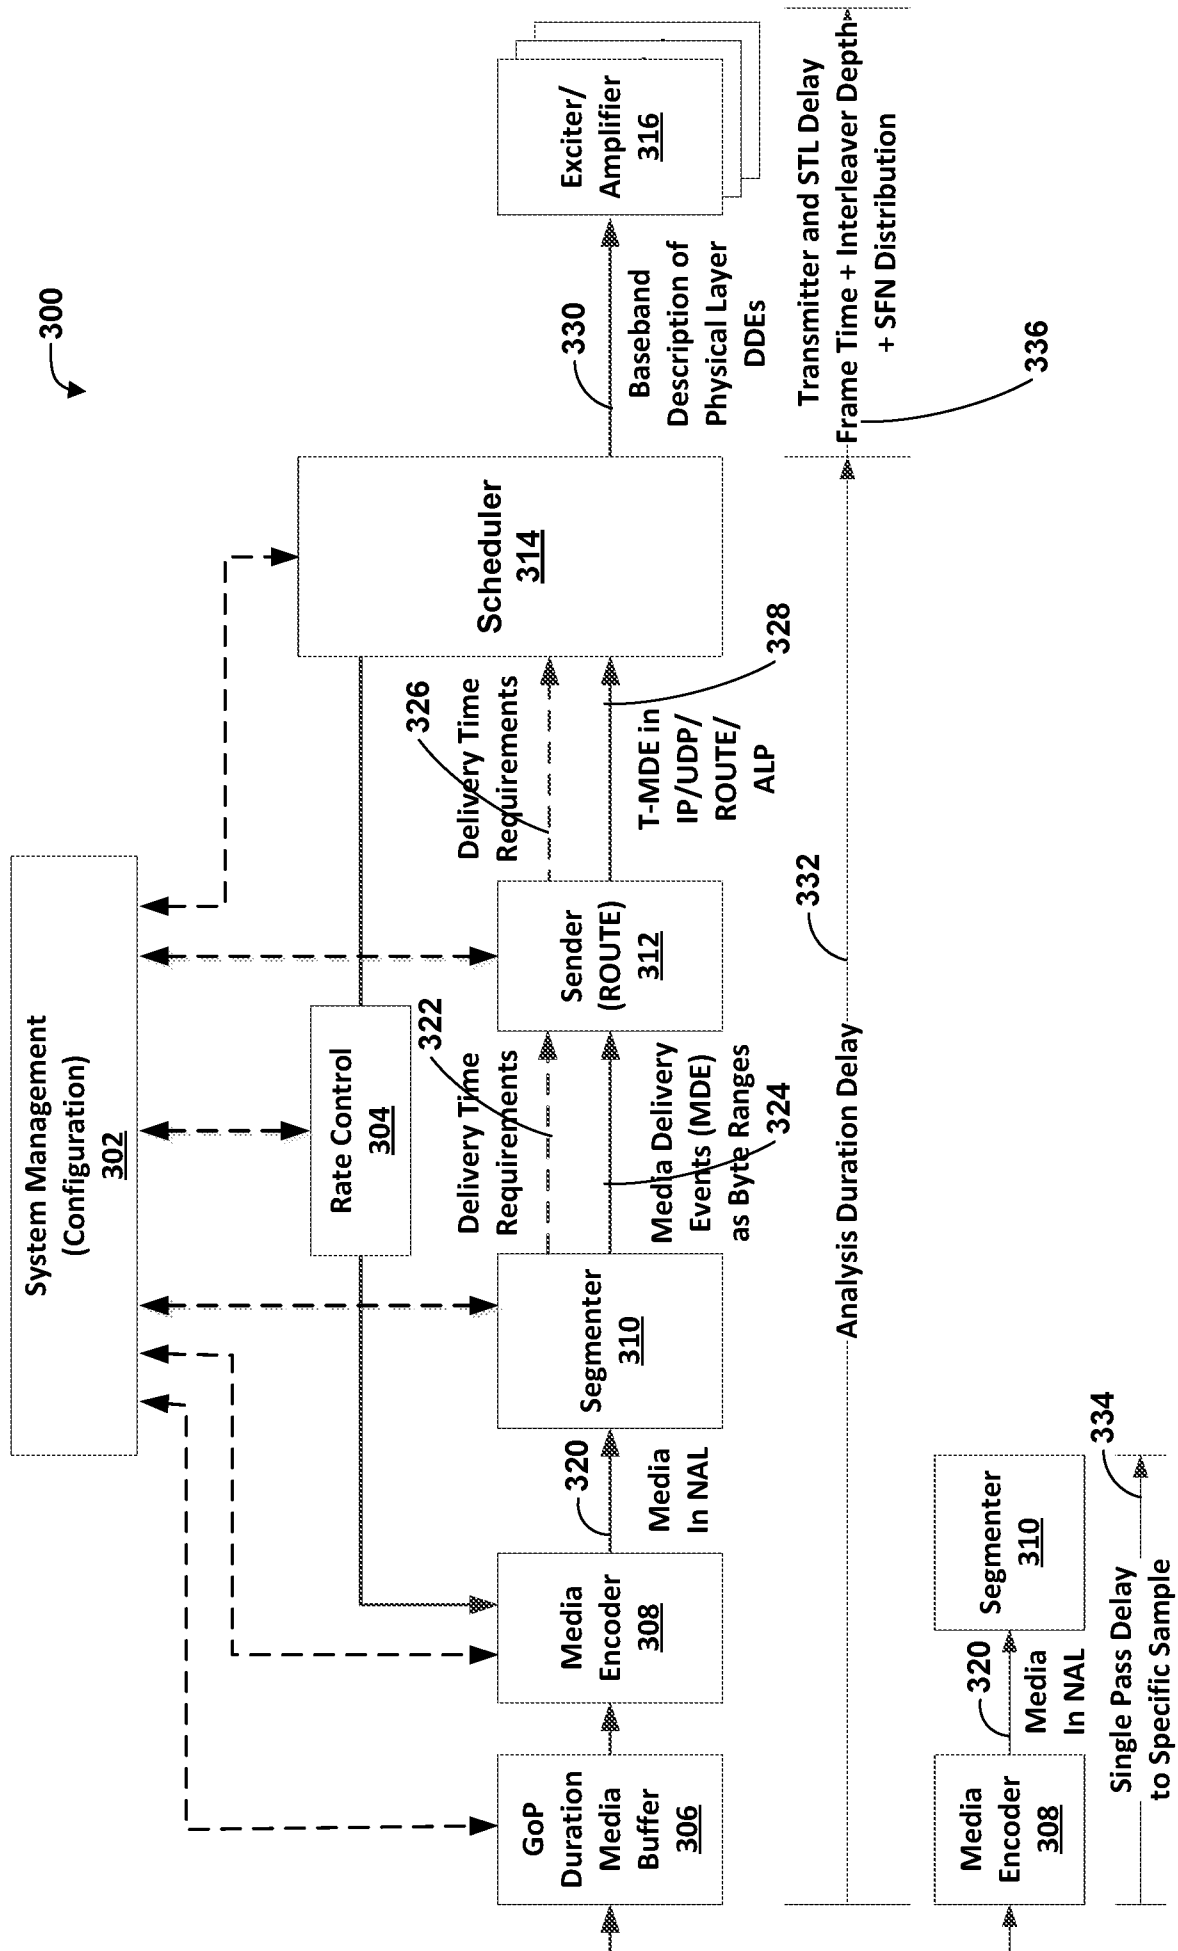 300
System Management
(Configuration)
302
Rate Control
304
GoP
Duration
Media
Buffer
306
Media
Encoder
308
320
Media
In NAL
Segmenter
310
Delivery Time
Requirements
322
Media Delivery
Events (MDE)
as Byte Ranges
324
Sender
(ROUTE)
312
326
Delivery Time
Requirements
T-MDE in
IP/UDP/
ROUTE/
ALP
328
Scheduler
314
330
Baseband
Description of
Physical Layer
DDEs
Exciter/
Amplifier
316
Analysis Duration Delay
332
Transmitter and STL Delay
Frame Time + Interleaver Depth
+ SFN Distribution
336
Media
Encoder
308
320
Media
In NAL
Segmenter
310
Single Pass Delay
to Specific Sample
334